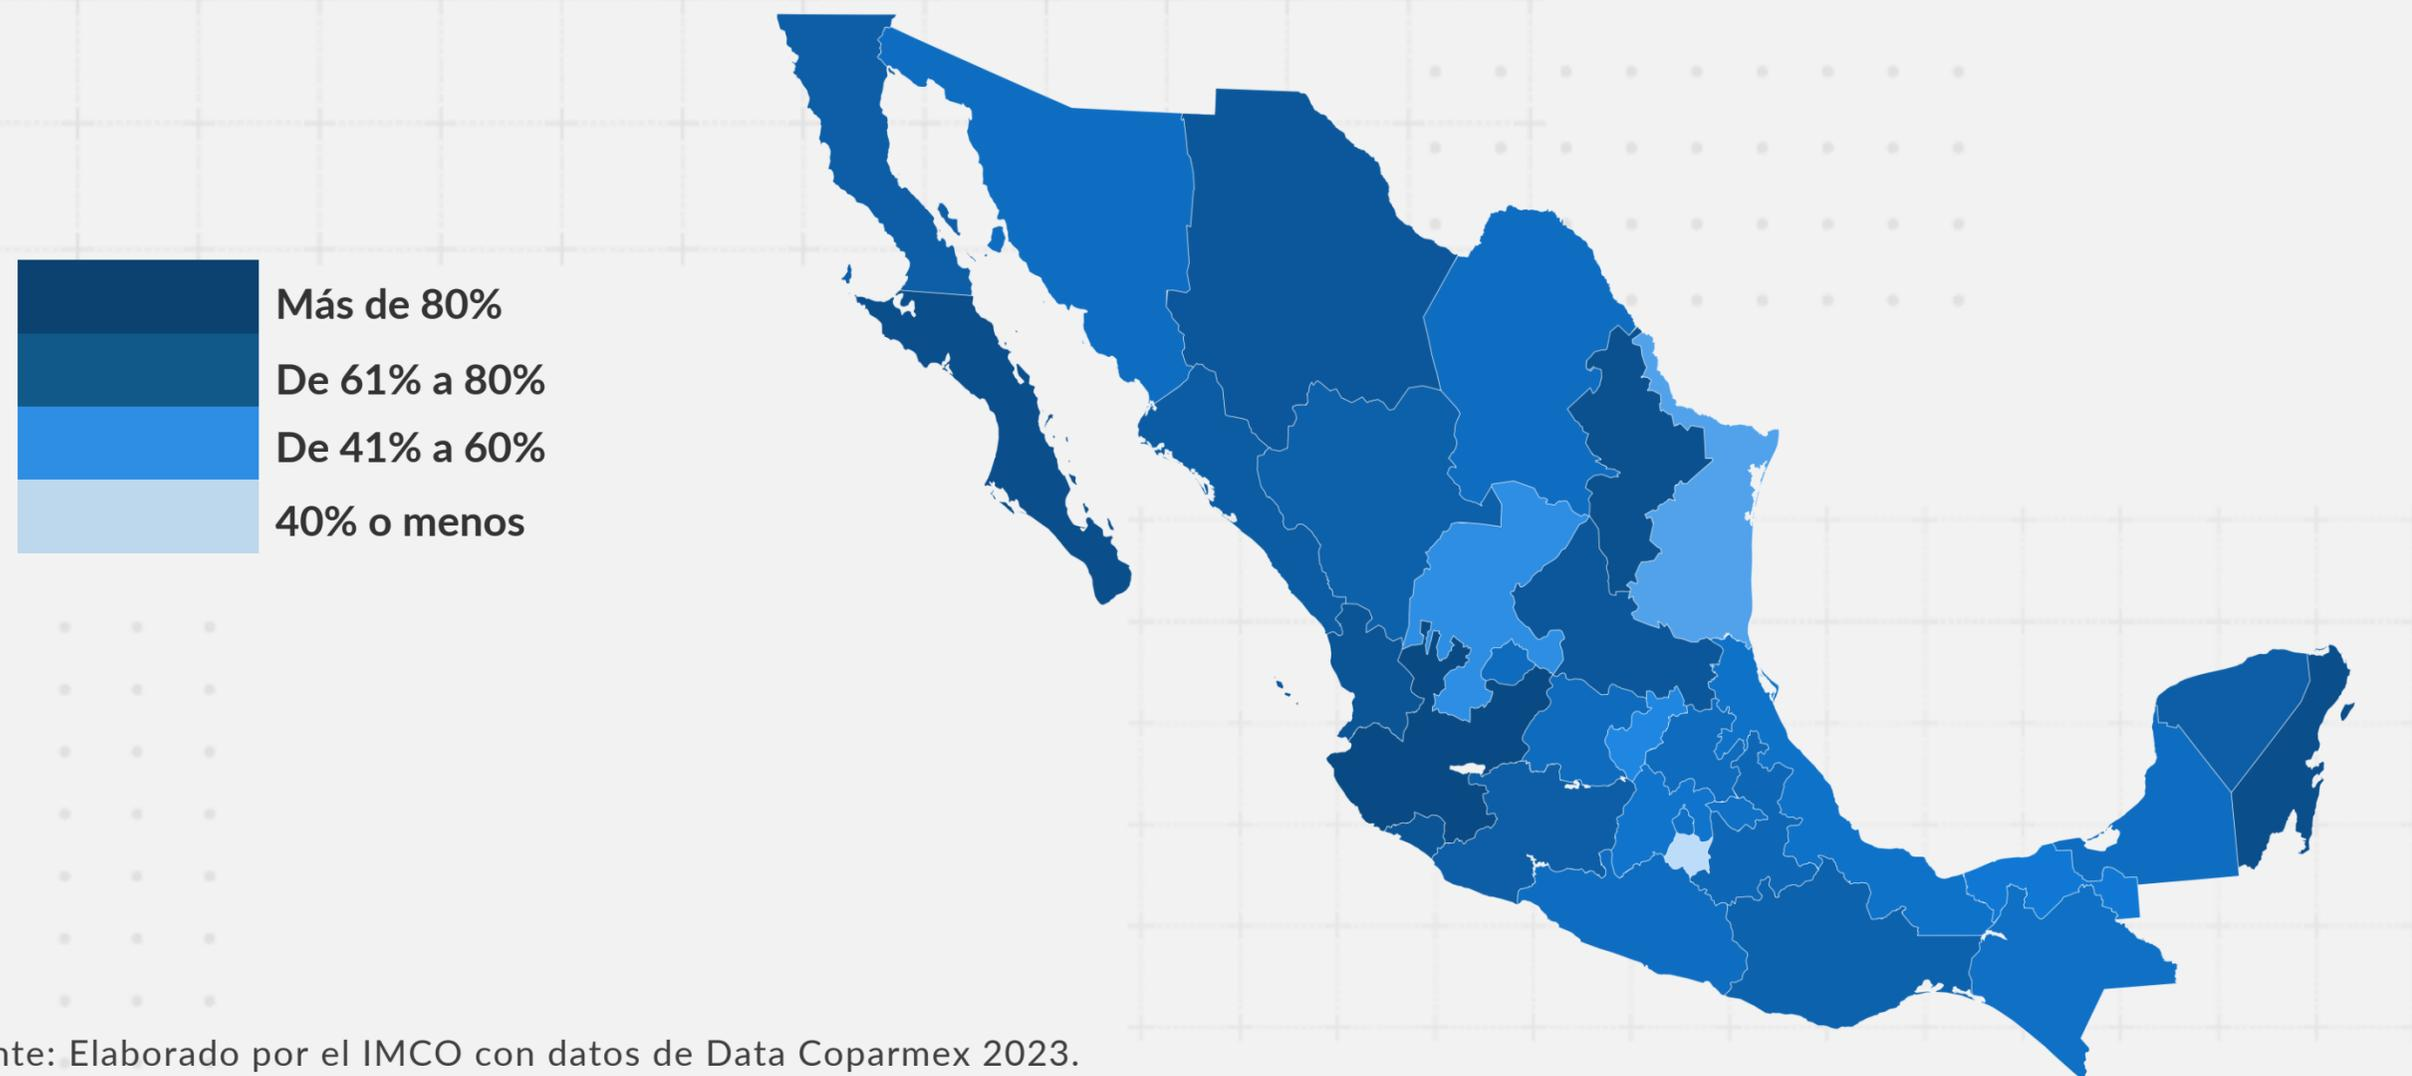 Más de 80%
De 61% a 80%
De 41% a 60%
40% o menos
nte: Elaborado por el IMCO con datos de Data Coparmex 2023.